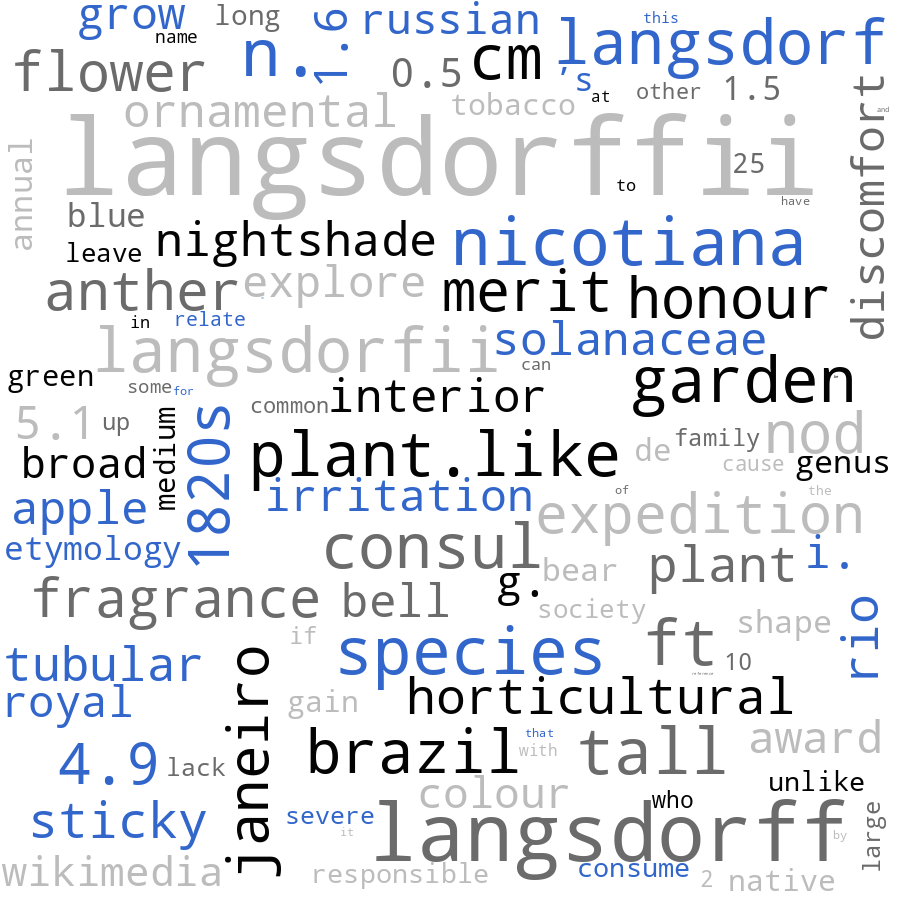 grow
long
1.6
russian
langsdorf
this
name
flower
n.
0.5
cm
's
at
other
1.5
discomfort
and
ornamental
tobacco
langsdorffii
25
to
have
annual
blue
leave
nightshade
nicotiana
anther
explore
merit
honour
in
relate
langsdorfii
solanaceae
can
green
some
for
common
interior
garden
5.1
up
medium
1820s
plant.like
de
family
nod
broad
cause
genus
apple
irritation
of
the
expedition
etymology
consul
plant
i.
fragrance
bell
g.
bear
society
if
species
ft
10
shape
rio
tubular
royal
janeiro
gain
horticultural
reference
4.9
lack
brazil
that
with
tall
award
sticky
severe
it
colour
who
unlike
langsdorff
by
large
wikimedia
responsible
consume
2
native